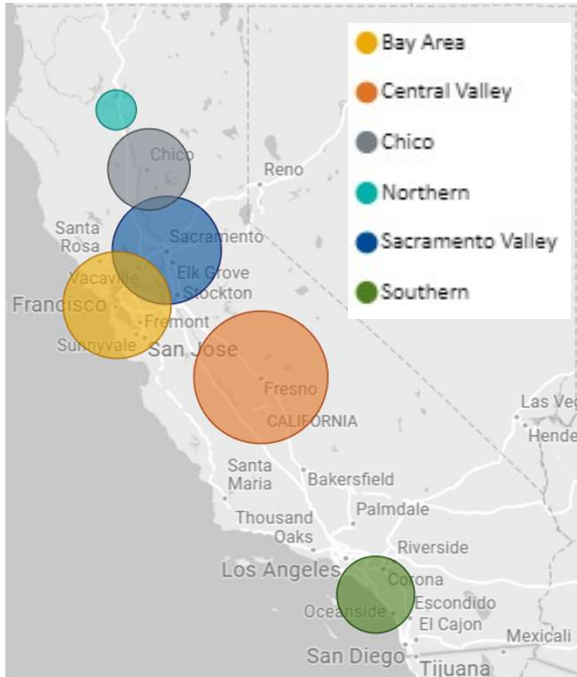 Bay Area
Central Valley
Chico
Northern
Sacramento Valley
Southern
Chico
Reno
Santa
Rosa
Sacramento
Vacaville
Elk Grove
Stockton
Francisco
Fremont
Sunnyvale
San Jose
Fresno
CALIFORNIA
Las Veg
Hende
Santa
Maria
Bakersfield
Palmdale
Thousand
Oaks
Riverside
Los Angeles
Corona
Oceanside
Escondido
El Cajon
San Diego
Mexicali
Tijuana